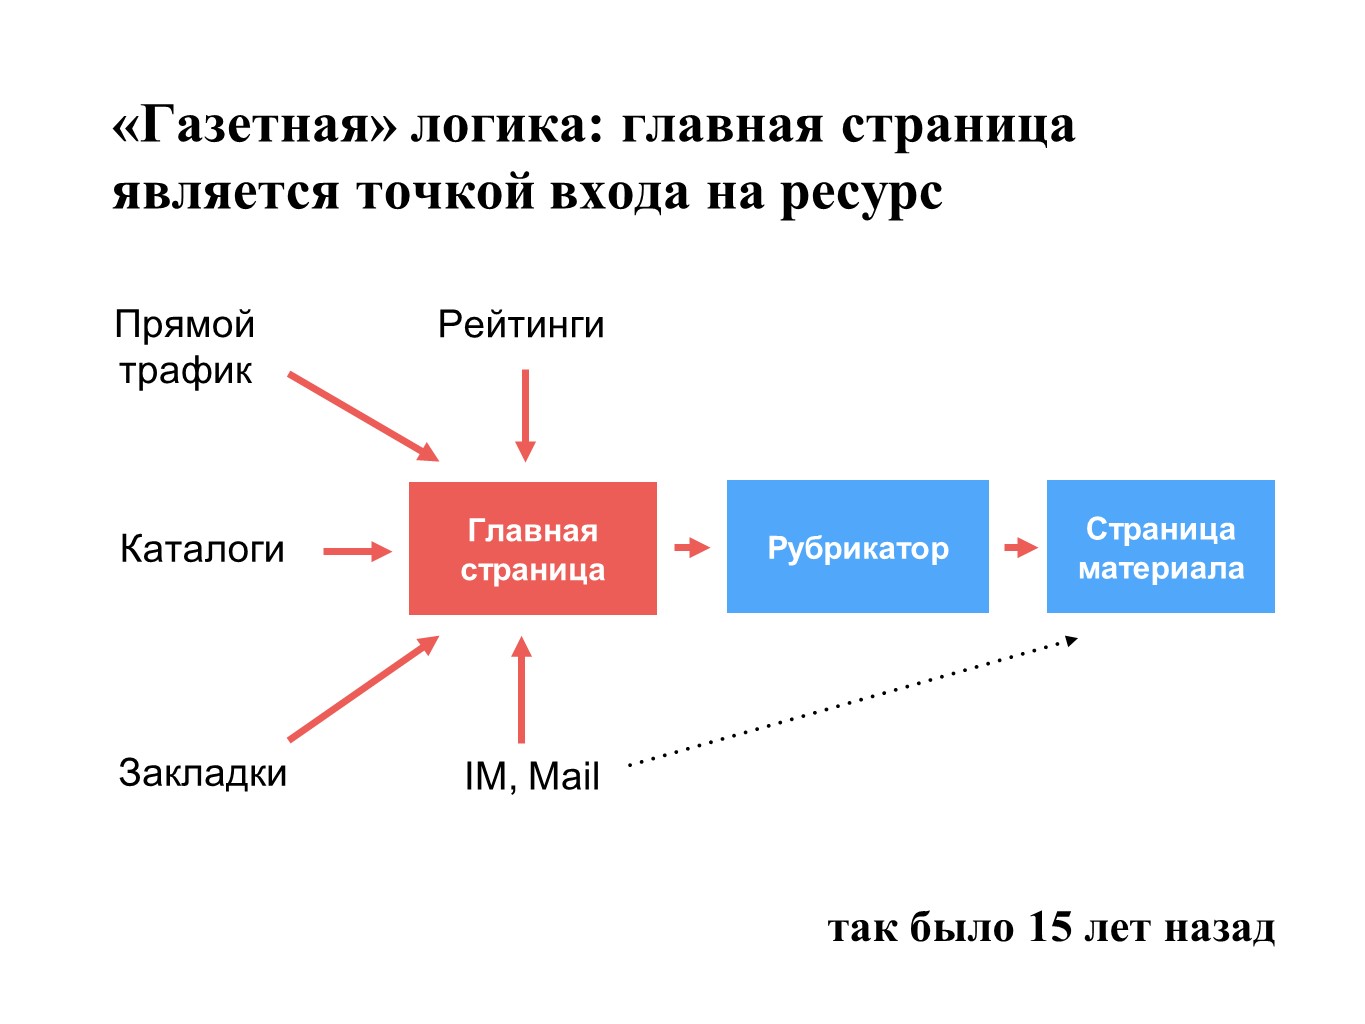 «Газетная» логика: главная страница
является точкой входа на ресурс
Прямой
трафик
Рейтинги
Каталоги
Главная
страница
Рубрикатор
Страница
материала
Закладки
IM, Mail
так было 15 лет назад